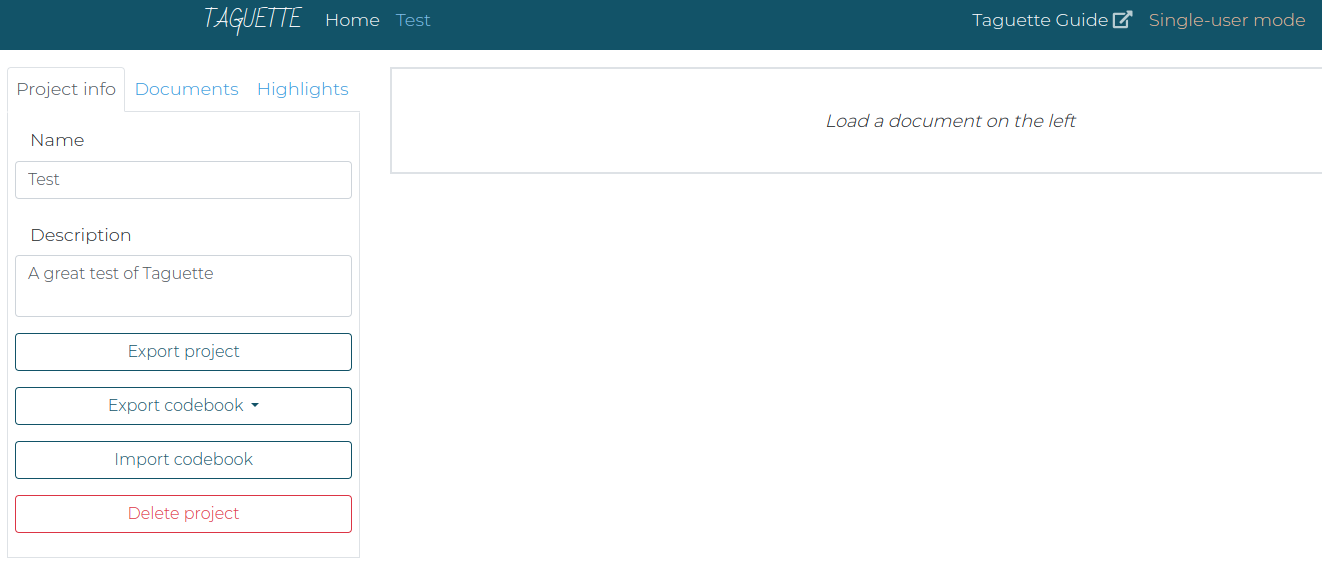 TAGUETTE Home Test Taguette Guide Single-user mode
Project info Documents Highlights
Name
Test
Description
A great test of Taguette
Export project
Export codebook
Import codebook
Delete project
Load a document on the left